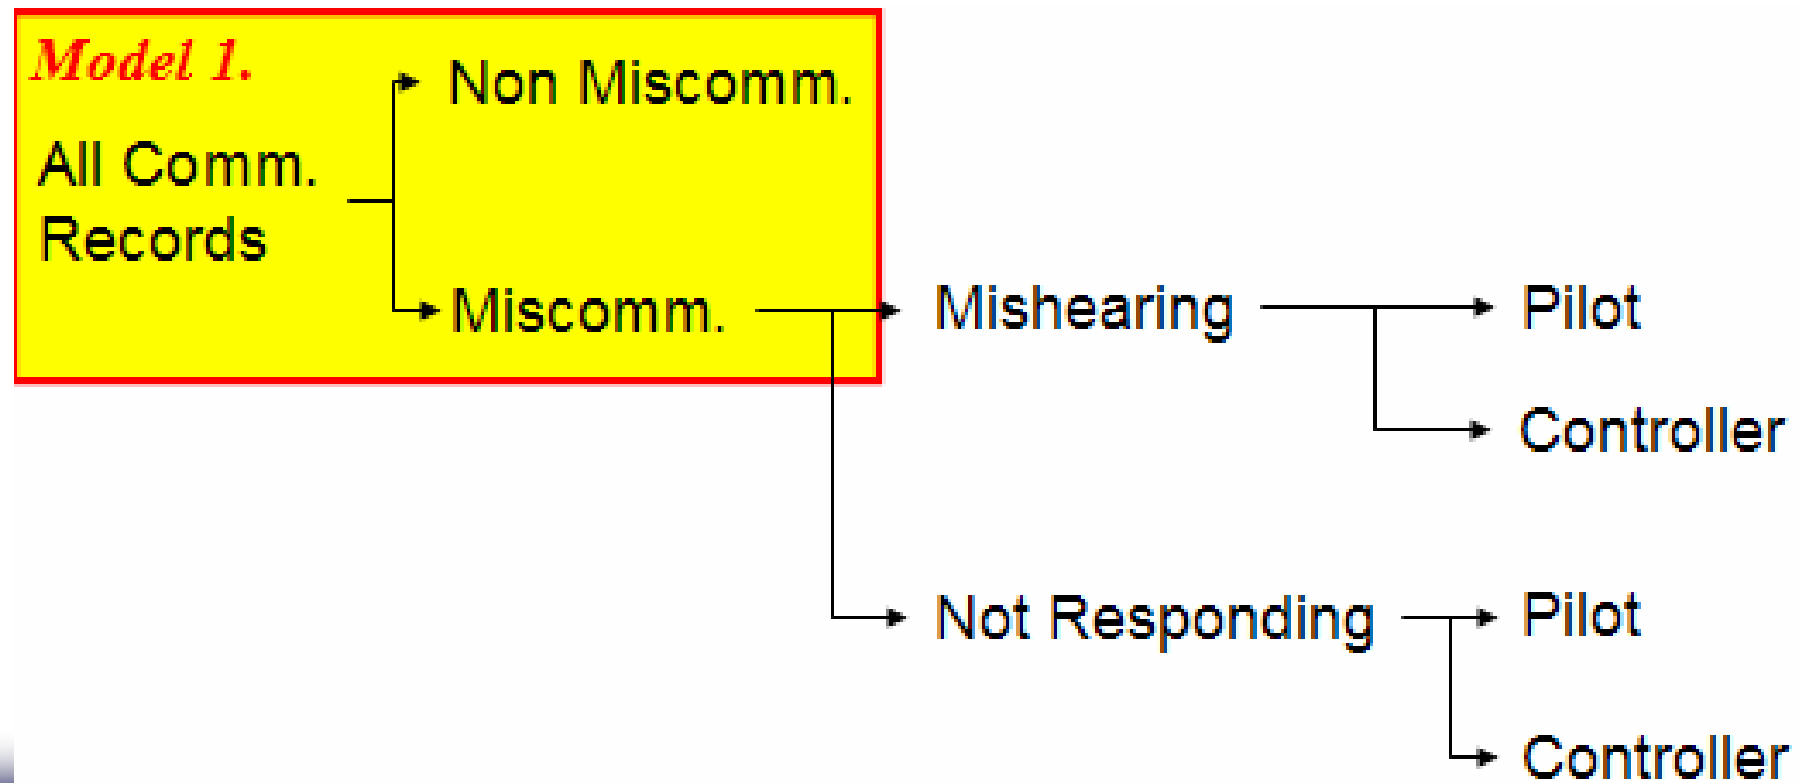 Model 1.
Non Miscomm.
All Comm.
Records
Miscomm.
Mishearing
Pilot
Controller
Not Responding
Pilot
Controller